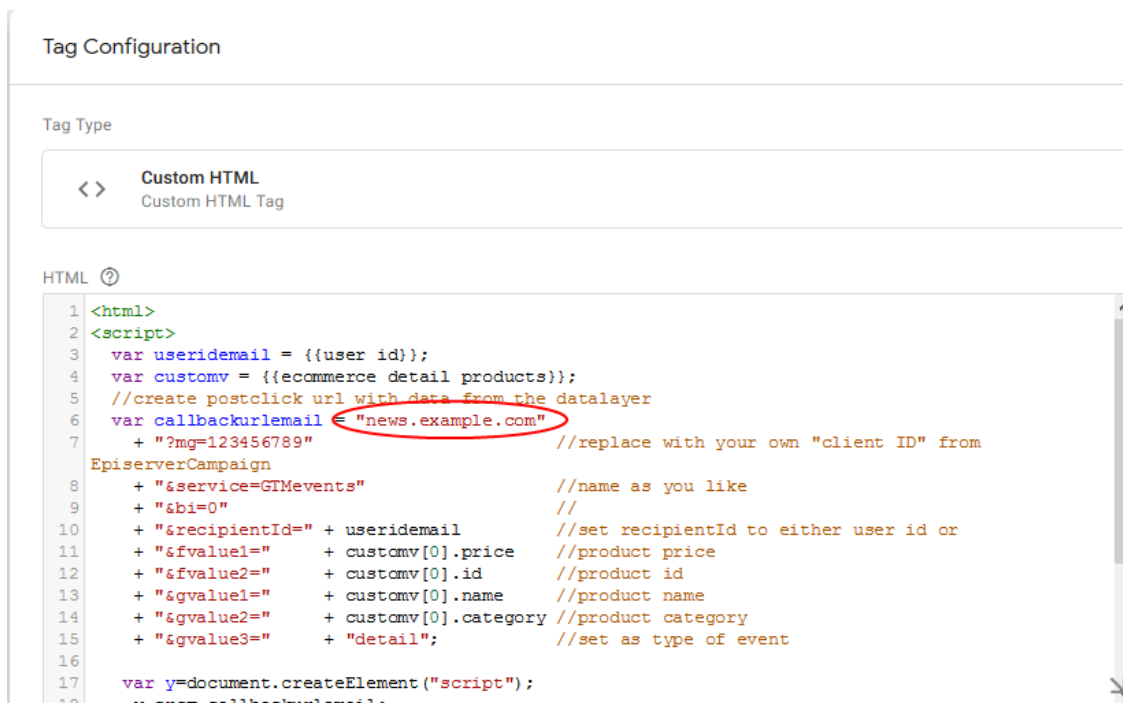 Tag Configuration
Tag Type
< >
Custom HTML
Custom HTML Tag
HTML ?
1 <html>
2 <script>
3 var useridemail = {{user id}};
4 var customv = {{ecommerce detail products}};
5 //create postclick url with data from the datalayer
6 var callbackurlemail = "news.example.com"
7 + "?mg=123456789" //replace with your own "client ID" from
EpiserverCampaign
8 + "&service=GTMevents" //name as you like
9 + "&bi=0" //
10 + "&recipientId=" + useridemail //set recipientId to either user id or
11 + "&fvalue1=" + customv[0].price //product price
12 + "&fvalue2=" + customv[0].id //product id
13 + "&gvalue1=" + customv[0].name //product name
14 + "&gvalue2=" + customv[0].category //product category
15 + "&gvalue3=" + "detail"; //set as type of event
16
17 var y=document.createElement("script");